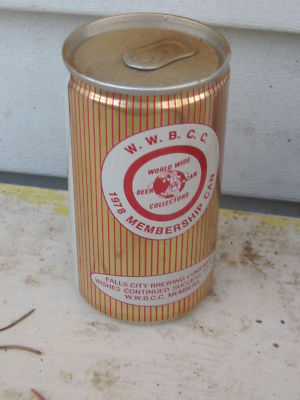 W. W. B. C. C.
WORLD WIDE
BEER CAN
COLLECTORS
1978 MEMBERSHIP CAN
FALLS CITY BREWING COMPANY
WISHES CONTINUED SUCCESS TO
W.W.B.C.C. MEMBERS